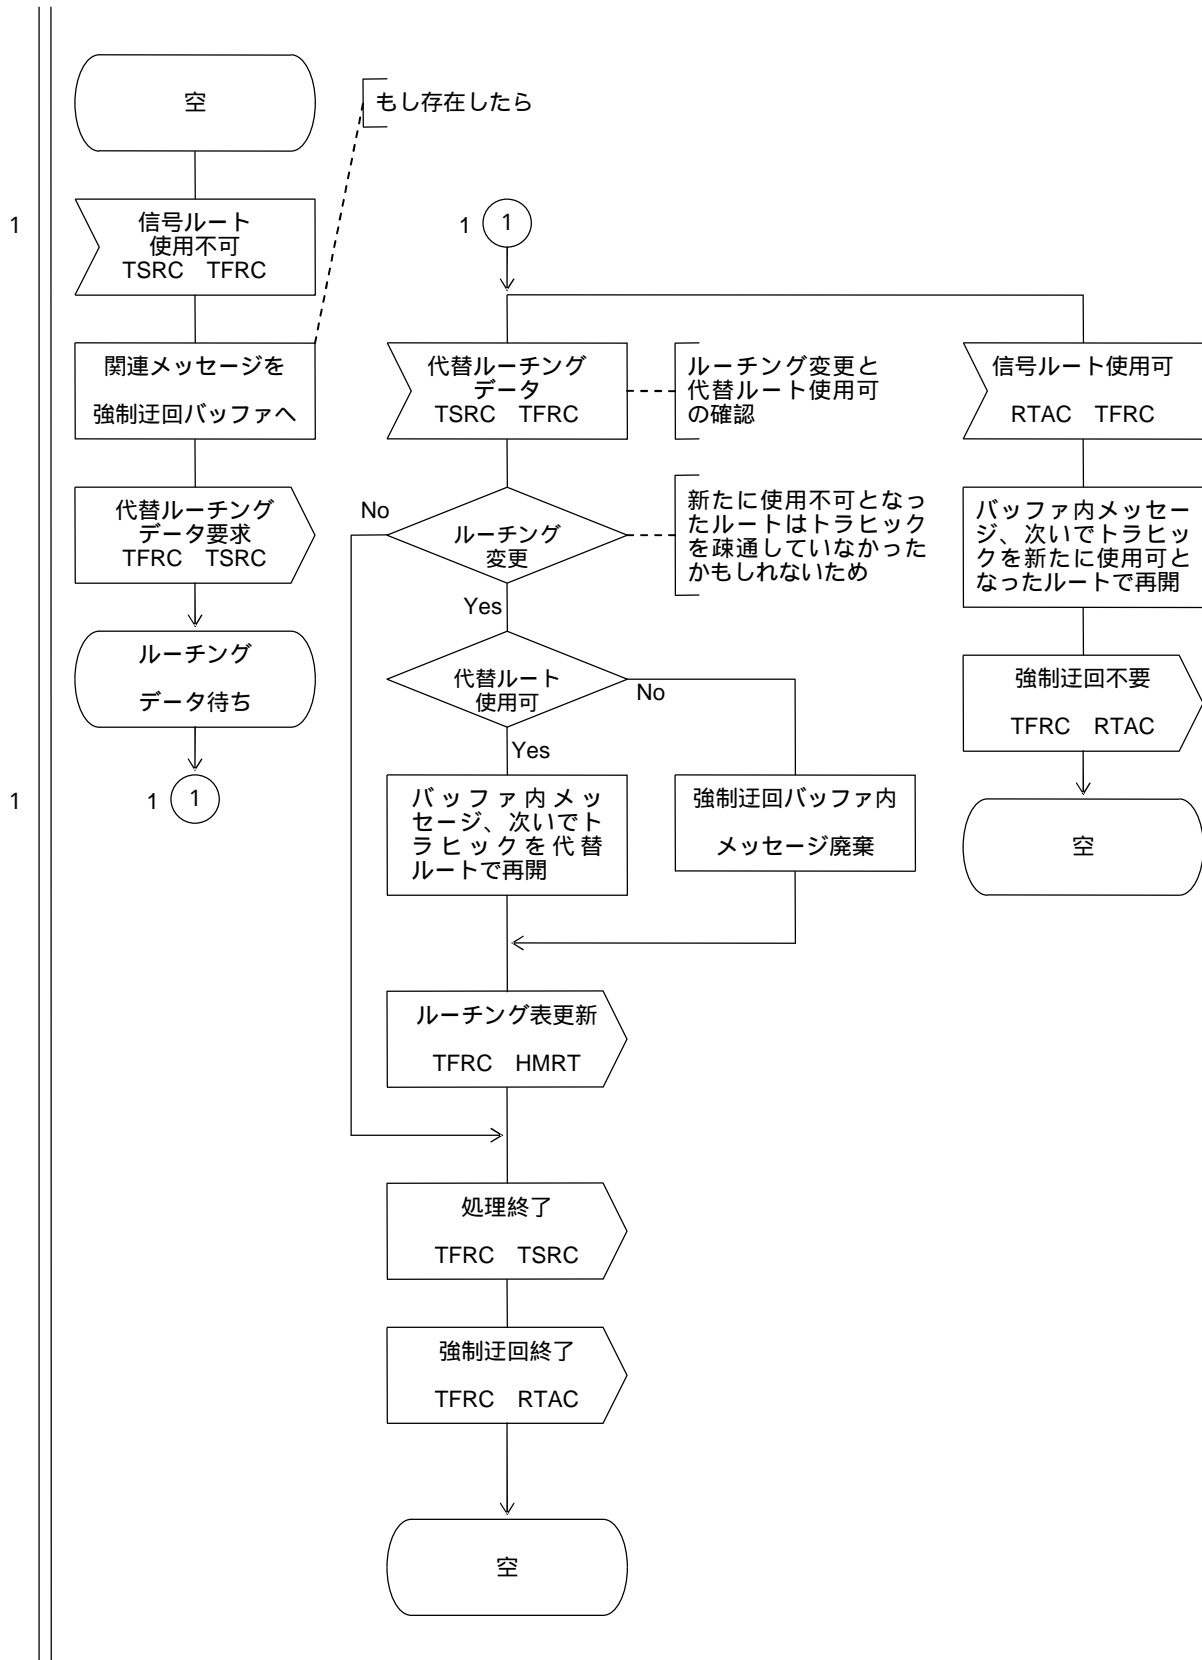 空
もし存在したら
1
信号ルート
使用不可
TSRC TFRC
関連メッセージを
強制迂回バッファへ
代替ルーチング
データ要求
TFRC TSRC
ルーチング
データ待ち
1
1 1
1 1
代替ルーチング
データ
TSRC TFRC
ルーチング変更と
代替ルート使用可
の確認
No
ルーチング
変更
新たに使用不可となっ
たルートはトラヒック
を疎通していなかった
かもしれないため
Yes
代替ルート
使用可
No
Yes
バッファ内メッ
セージ、次いでト
ラヒックを代替
ルートで再開
強制迂回バッファ内
メッセージ廃棄
ルーチング表更新
TFRC HMRT
処理終了
TFRC TSRC
強制迂回終了
TFRC RTAC
空
信号ルート使用可
RTAC TFRC
バッファ内メッセー
ジ、次いでトラヒッ
クを新たに使用可と
なったルートで再開
強制迂回不要
TFRC RTAC
空